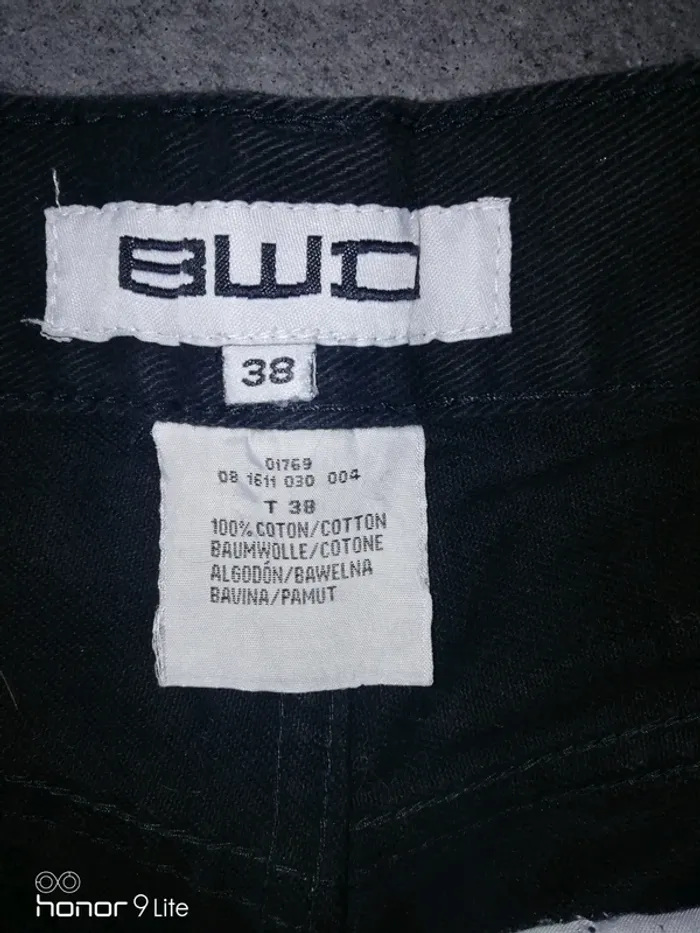 BWD
38
01769
08 1611 030 004
T 38
100% COTON/COTTON
BAUMWOLLE/COTONE
ALGODÓN/BAWELNA
BAVINA/PAMUT
honor 9 Lite